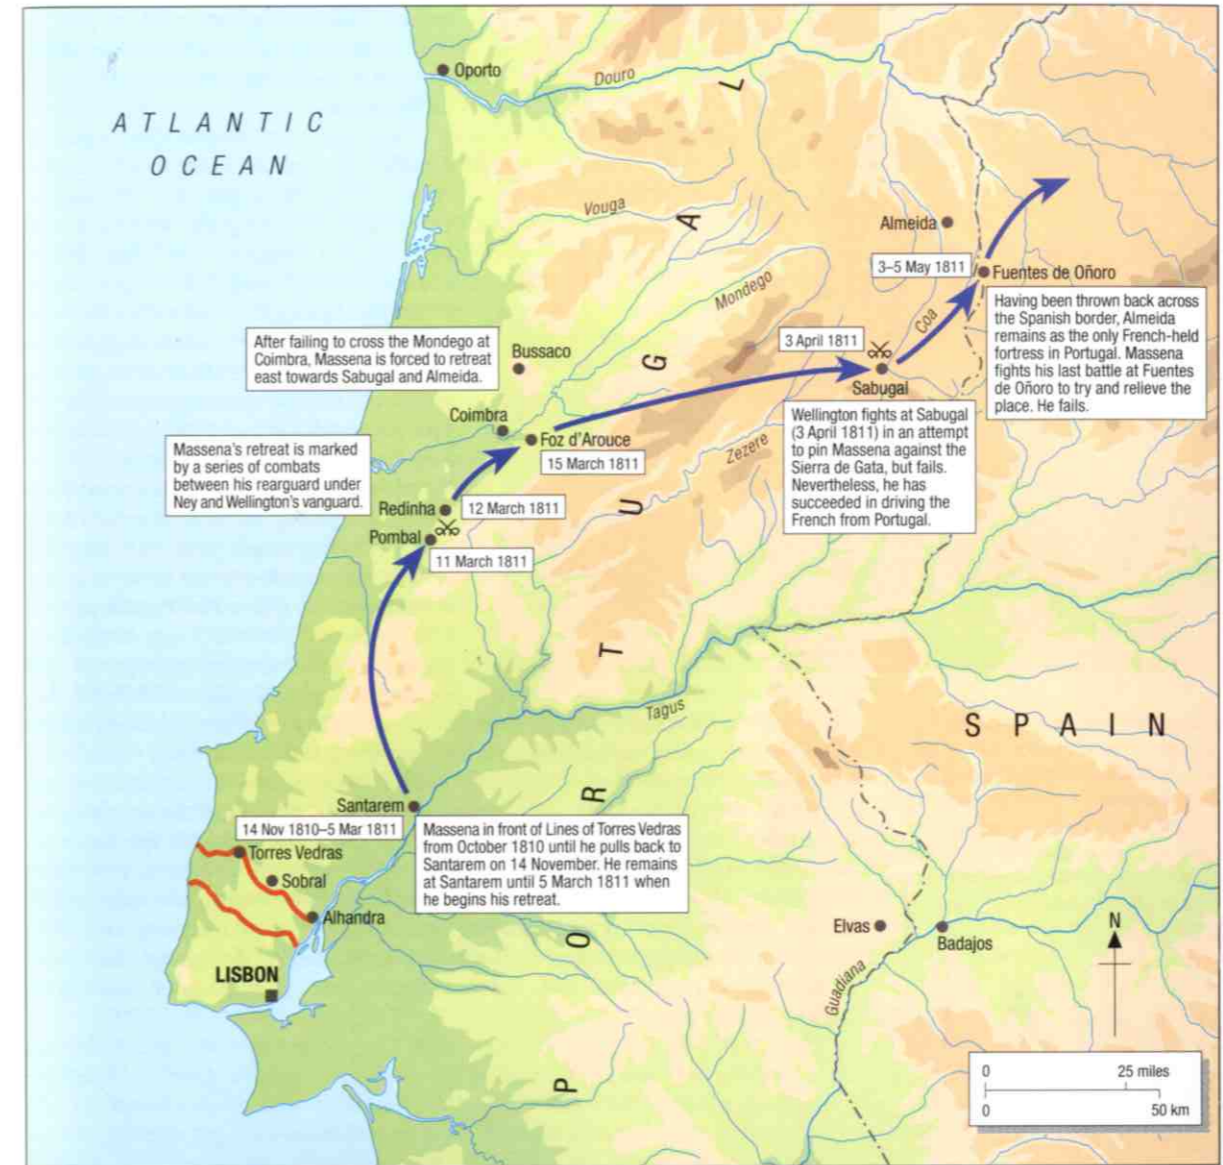 Oporto
Douro
ATLANTIC
OCEAN
Vouga
Almeida
3–5 May 1811
Fuentes de Oñoro
Mondego
Coa
Having been thrown back across
the Spanish border, Almeida
remains as the only French-held
fortress in Portugal. Massena
fights his last battle at Fuentes
de Oñoro to try and relieve the
place. He fails.
After failing to cross the Mondego at
Coimbra, Massena is forced to retreat
east towards Sabugal and Almeida.
Bussaco
3 April 1811
Sabugal
Coimbra
Foz d'Arouce
15 March 1811
Wellington fights at Sabugal
(3 April 1811) in an attempt
to pin Massena against the
Sierra de Gata, but fails.
Nevertheless, he has
succeeded in driving the
French from Portugal.
Massena's retreat is marked
by a series of combats
between his rearguard under
Ney and Wellington's vanguard.
Zezere
Redinha
12 March 1811
Pombal
11 March 1811
PORTUGAL
Tagus
SPAIN
Santarem
14 Nov 1810–5 Mar 1811
Massena in front of Lines of Torres Vedras
from October 1810 until he pulls back to
Santarem on 14 November. He remains
at Santarem until 5 March 1811 when
he begins his retreat.
Torres Vedras
Sobral
Alhandra
LISBON
Elvas
Badajos
Guadiana
N
0 25 miles
0 50 km